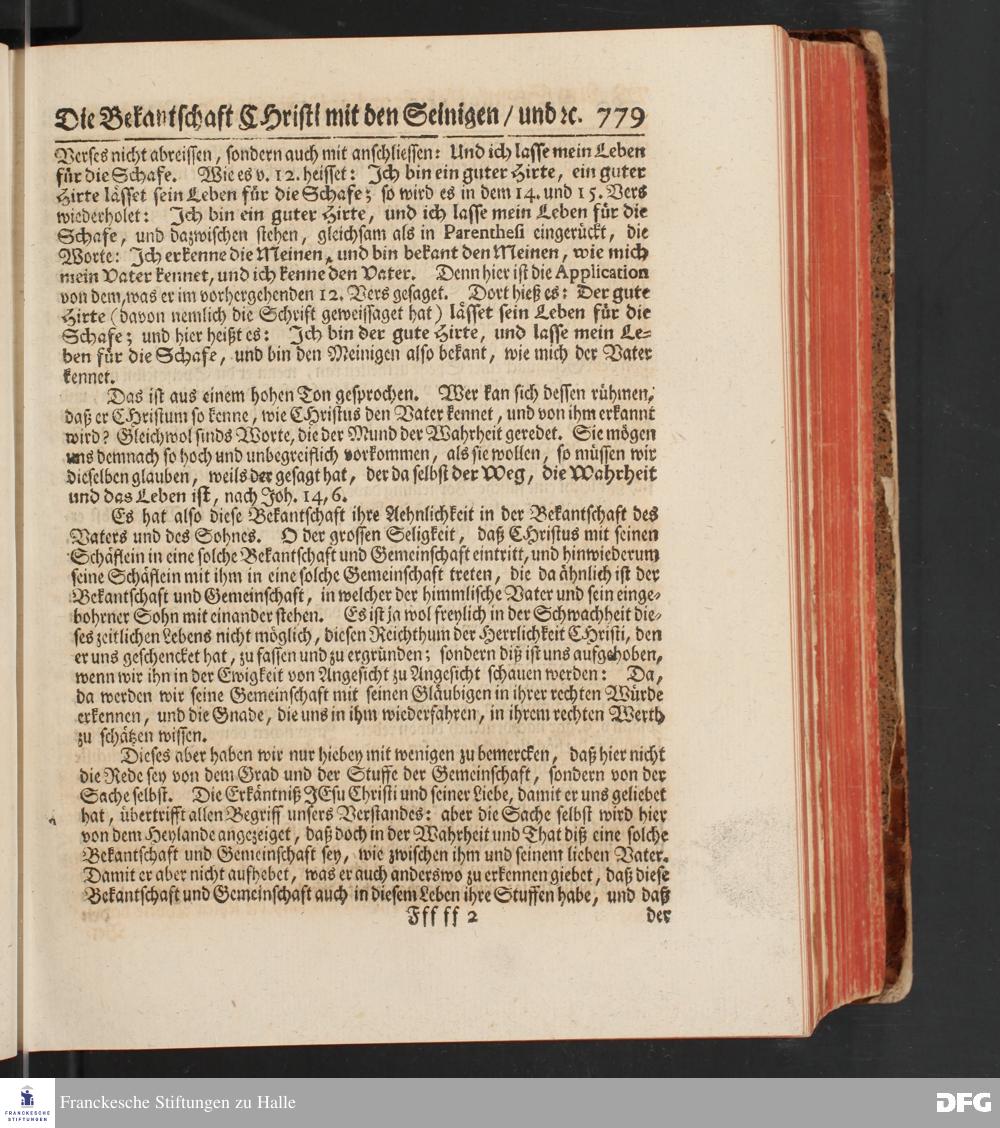 Die Bekantschaft CHristi mit den Seinigen / und ꝛc. 779
Verses nicht abreissen, sondern auch mit anschliessen: Und ich lasse mein Leben
für die Schafe. Wie es v. 12. heisset: Ich bin ein guter Hirte, ein guter
Hirte lässet sein Leben für die Schafe; so wird es in dem 14. und 15. Vers
wiederholet: Ich bin ein guter Hirte, und ich lasse mein Leben für die
Schafe, und dazwischen stehen, gleichsam als in Parenthesi eingerückt, die
Worte: Ich erkenne die Meinen, und bin bekant den Meinen, wie mich
mein Vater kennet, und ich kenne den Vater. Denn hier ist die Application
von dem, was er im vorhergehenden 12. Vers gesaget. Dort hieß es: Der gute
Hirte (davon nemlich die Schrift geweissaget hat) lässet sein Leben für die
Schafe; und hier heißt es: Ich bin der gute Hirte, und lasse mein Le-
ben für die Schafe, und bin den Meinigen also bekant, wie mich der Vater
kennet.
Das ist aus einem hohen Ton gesprochen. Wer kan sich dessen rühmen,
daß er CHristum so kenne, wie CHristus den Vater kennet, und von ihm erkannt
wird? Gleichwol sinds Worte, die der Mund der Wahrheit geredet. Sie mögen
uns demnach so hoch und unbegreiflich vorkommen, als sie wollen, so müssen wir
dieselben glauben, weils der gesagt hat, der da selbst der Weg, die Wahrheit
und das Leben ist, nach Joh. 14, 6.
Es hat also diese Bekantschaft ihre Aehnlichkeit in der Bekantschaft des
Vaters und des Sohnes. O der grossen Seligkeit, daß CHristus mit seinen
Schäflein in eine solche Bekantschaft und Gemeinschaft eintritt, und hinwiederum
seine Schäflein mit ihm in eine solche Gemeinschaft treten, die da ähnlich ist der
Bekantschaft und Gemeinschaft, in welcher der himmlische Vater und sein einge-
bohrner Sohn mit einander stehen. Es ist ja wol freylich in der Schwachheit die-
ses zeitlichen Lebens nicht möglich, diesen Reichthum der Herrlichkeit CHristi, den
er uns geschencket hat, zu fassen und zu ergründen; sondern diß ist uns aufgehoben,
wenn wir ihn in der Ewigkeit von Angesicht zu Angesicht schauen werden: Da,
da werden wir seine Gemeinschaft mit seinen Gläubigen in ihrer rechten Würde
erkennen, und die Gnade, die uns in ihm wiederfahren, in ihrem rechten Werth
zu schätzen wissen.
Dieses aber haben wir nur hiebey mit wenigen zu bemercken, daß hier nicht
die Rede sey von dem Grad und der Stuffe der Gemeinschaft, sondern von der
Sache selbst. Die Erkäntniß JEsu Christi und seiner Liebe, damit er uns geliebet
hat, übertrifft allen Begriff unsers Verstandes: aber die Sache selbst wird hier
von dem Heylande angezeiget, daß doch in der Wahrheit und That diß eine solche
Bekantschaft und Gemeinschaft sey, wie zwischen ihm und seinem lieben Vater.
Damit er aber nicht aufhebet, was er auch anderswo zu erkennen giebet, daß diese
Bekantschaft und Gemeinschaft auch in diesem Leben ihre Stuffen habe, und daß
Fff ff 2 der
FRANCKESCHE
STIFTUNGEN
Franckesche Stiftungen zu Halle
DFG